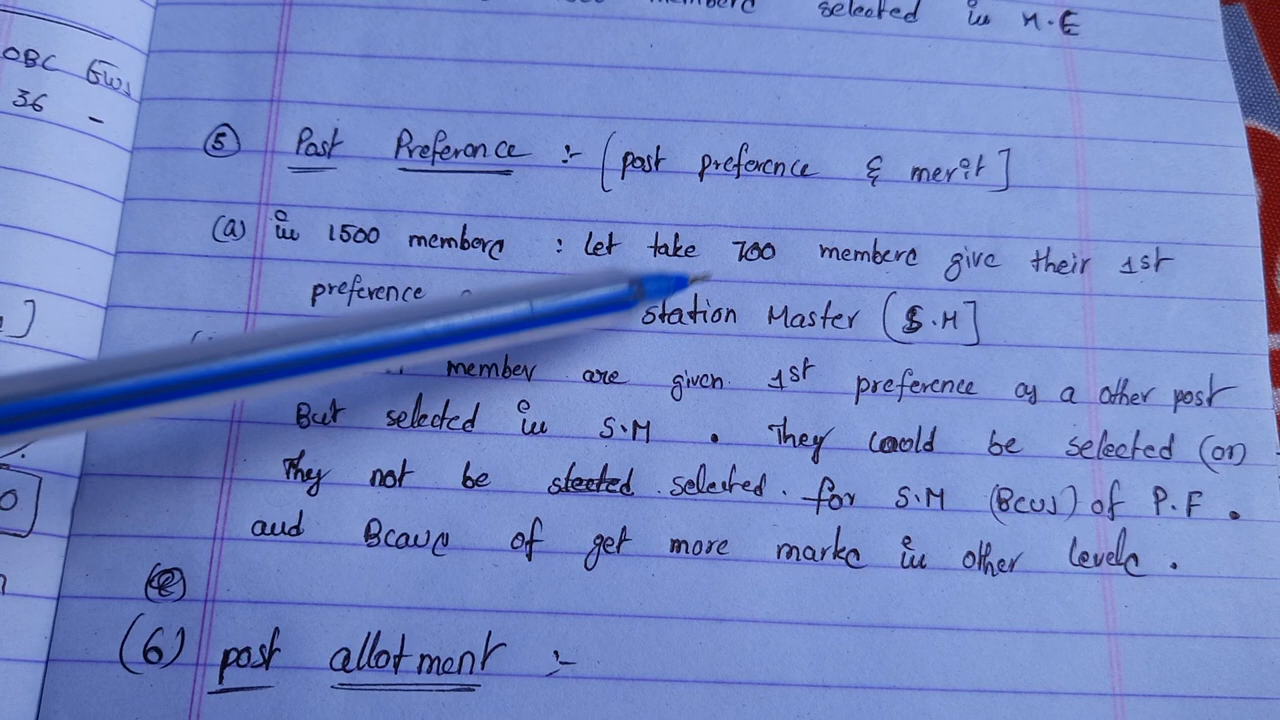 selected in M.E
OBC EWS
36 -
(5) Post Preferance :- [post preference & merit]
(a) in 1500 members : let take 700 members give their 1st
preference
station Master (S.M]
member are given 1st preference as a other post
But selected in S.M . They could be selected (or)
They not be selected . for S.M (Bcus) of P.F .
and Bcause of get more marks in other levels .
(6) post allotment :-